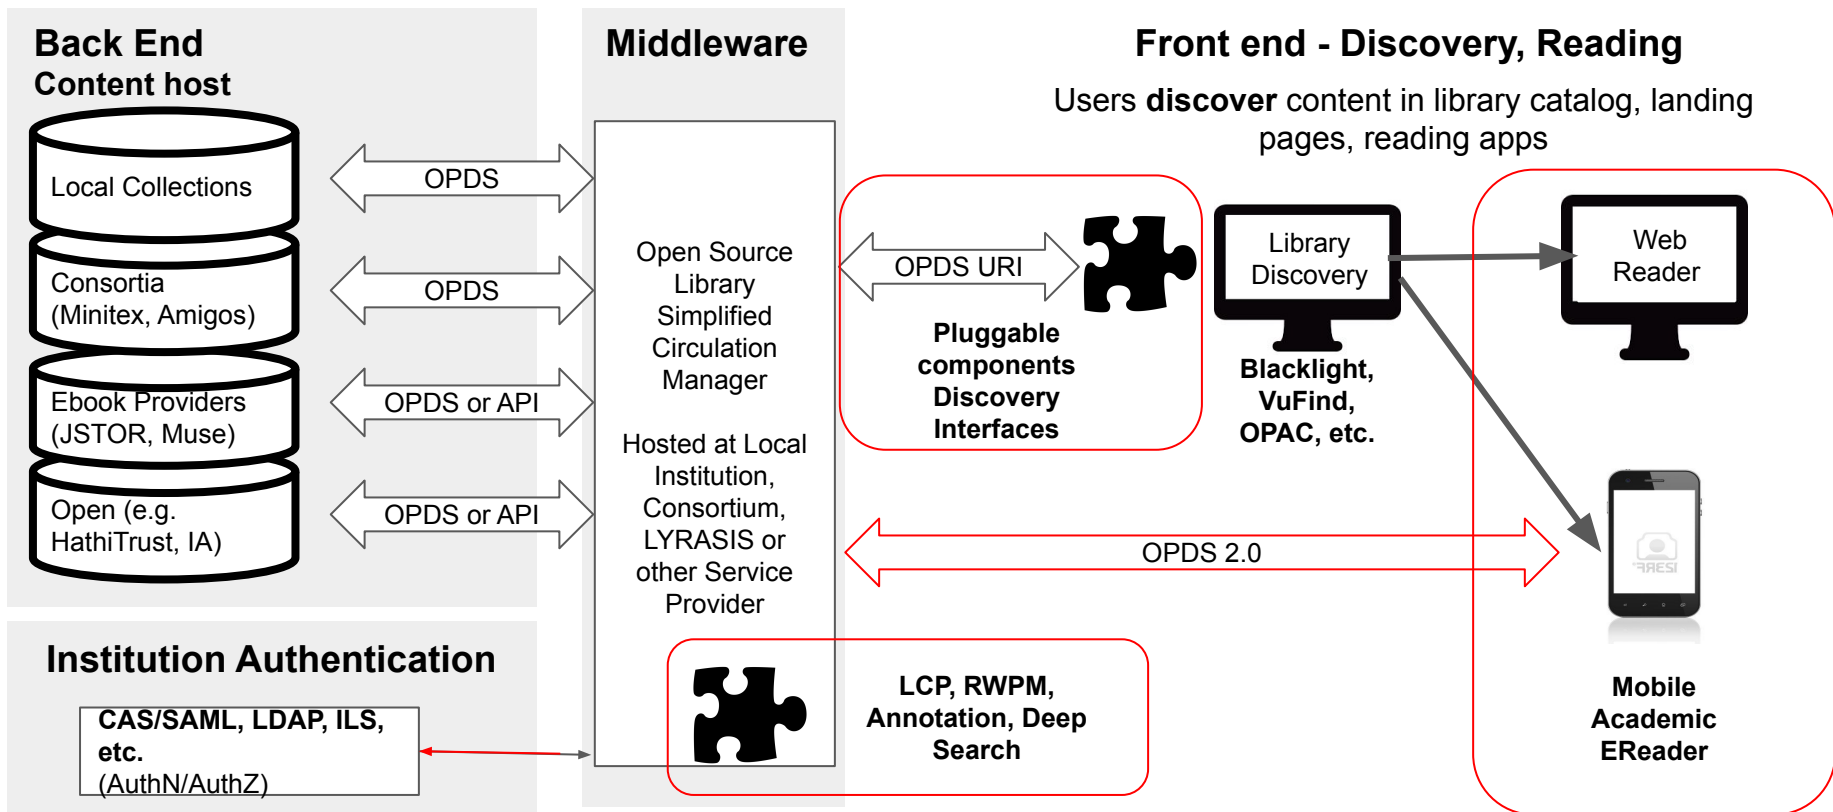 Back End
Content host
Local Collections
Consortia
(Minitex, Amigos)
Ebook Providers
(JSTOR, Muse)
Open (e.g.
HathiTrust, IA)
OPDS
OPDS
OPDS or API
OPDS or API
Institution Authentication
CAS/SAML, LDAP, ILS,
etc.
(AuthN/AuthZ)
Middleware
Open Source
Library
Simplified
Circulation
Manager
Hosted at Local
Institution,
Consortium,
LYRASIS or
other Service
Provider
LCP, RWPM,
Annotation, Deep
Search
Front end - Discovery, Reading
Users discover content in library catalog, landing
pages, reading apps
OPDS URI
Pluggable
components
Discovery
Interfaces
Library
Discovery
Blacklight,
VuFind,
OPAC, etc.
Web
Reader
OPDS 2.0
123RF
Mobile
Academic
EReader